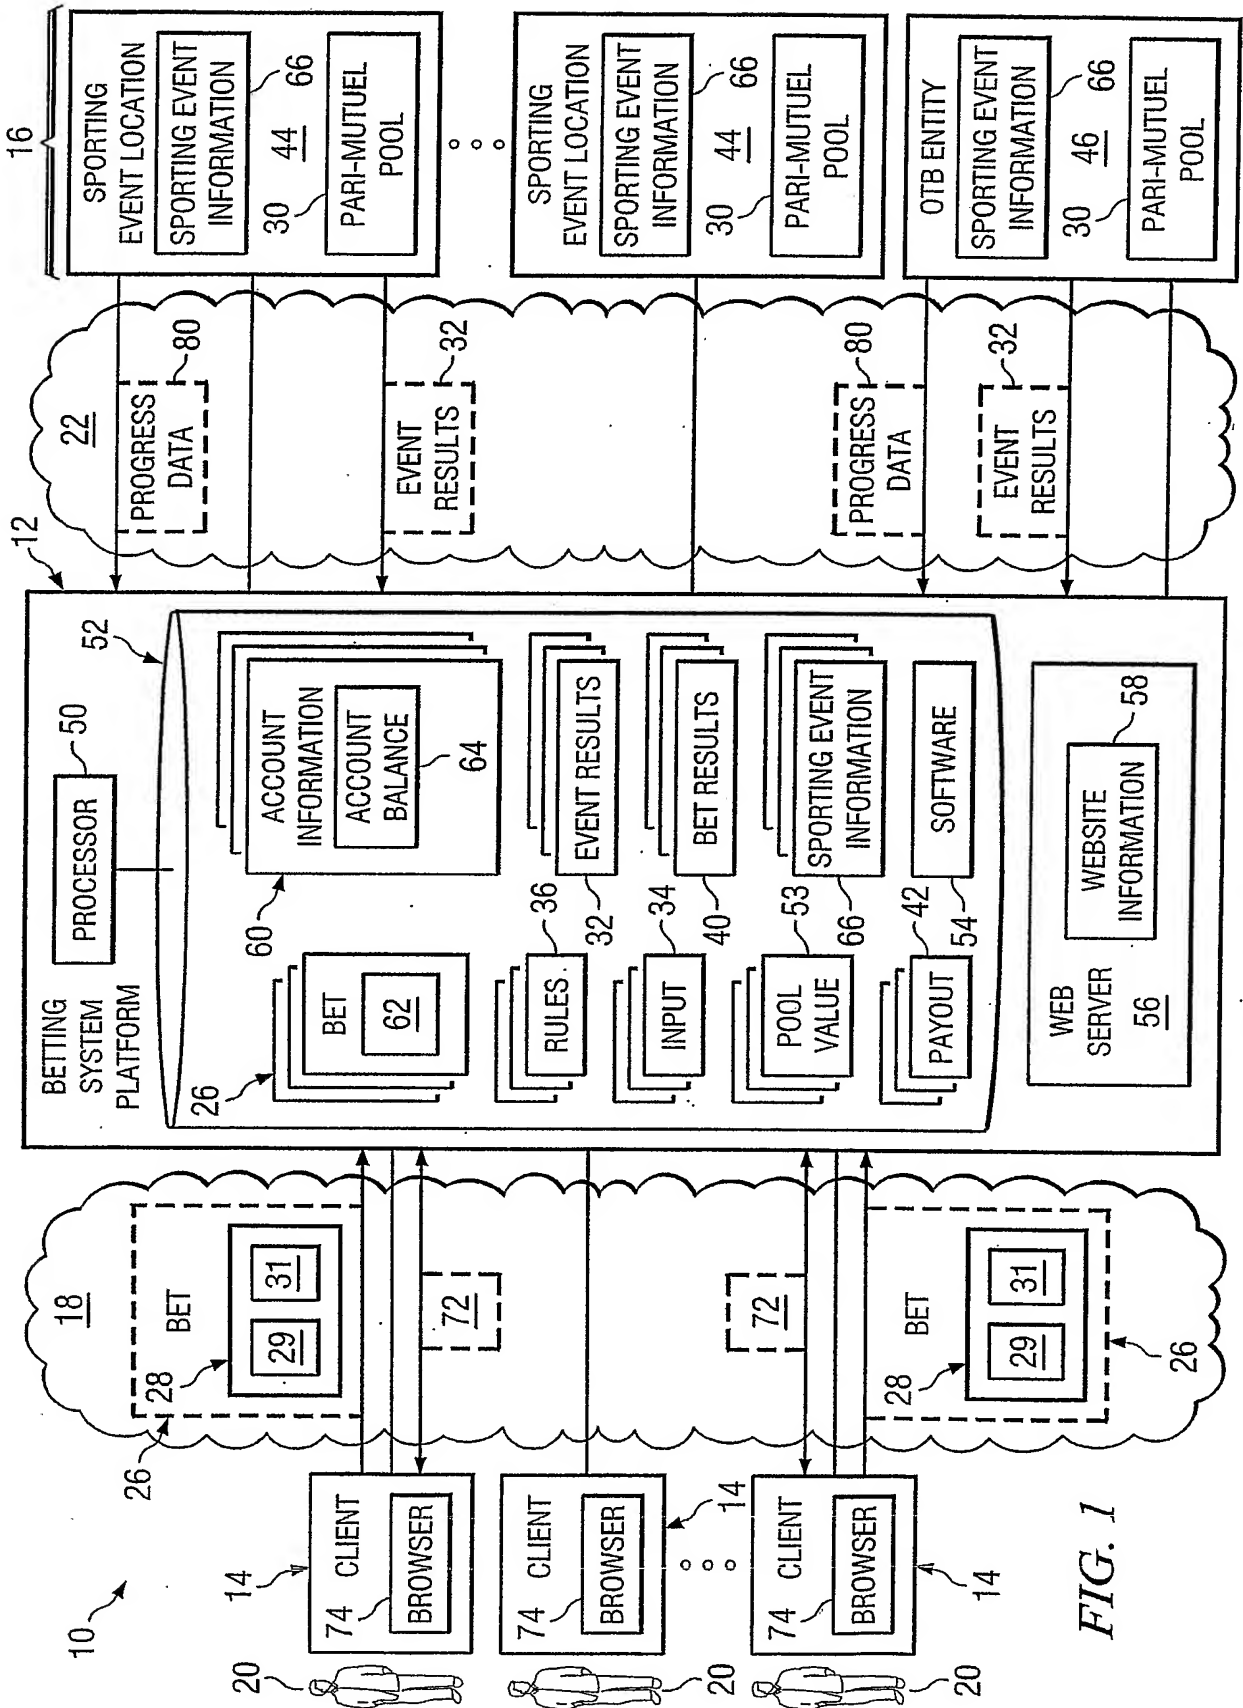 10
20
14
CLIENT
74
BROWSER
20
CLIENT
74
BROWSER
14
20
CLIENT
74
BROWSER
14
18
BET
28
29
31
26
72
72
BET
28
29
31
26
12
BETTING
SYSTEM
PLATFORM
PROCESSOR
50
52
26
BET
62
60
ACCOUNT
INFORMATION
ACCOUNT
BALANCE
64
RULES
36
EVENT RESULTS
32
INPUT
34
BET RESULTS
40
POOL
VALUE
53
SPORTING EVENT
INFORMATION
66
PAYOUT
42
SOFTWARE
54
WEB
SERVER
56
WEBSITE
INFORMATION
58
22
PROGRESS
DATA
80
EVENT
RESULTS
32
PROGRESS
DATA
80
EVENT
RESULTS
32
16
SPORTING
EVENT LOCATION
SPORTING EVENT
INFORMATION
66
44
30
PARI-MUTUEL
POOL
SPORTING
EVENT LOCATION
SPORTING EVENT
INFORMATION
66
44
30
PARI-MUTUEL
POOL
OTB ENTITY
SPORTING EVENT
INFORMATION
66
46
30
PARI-MUTUEL
POOL
FIG. 1